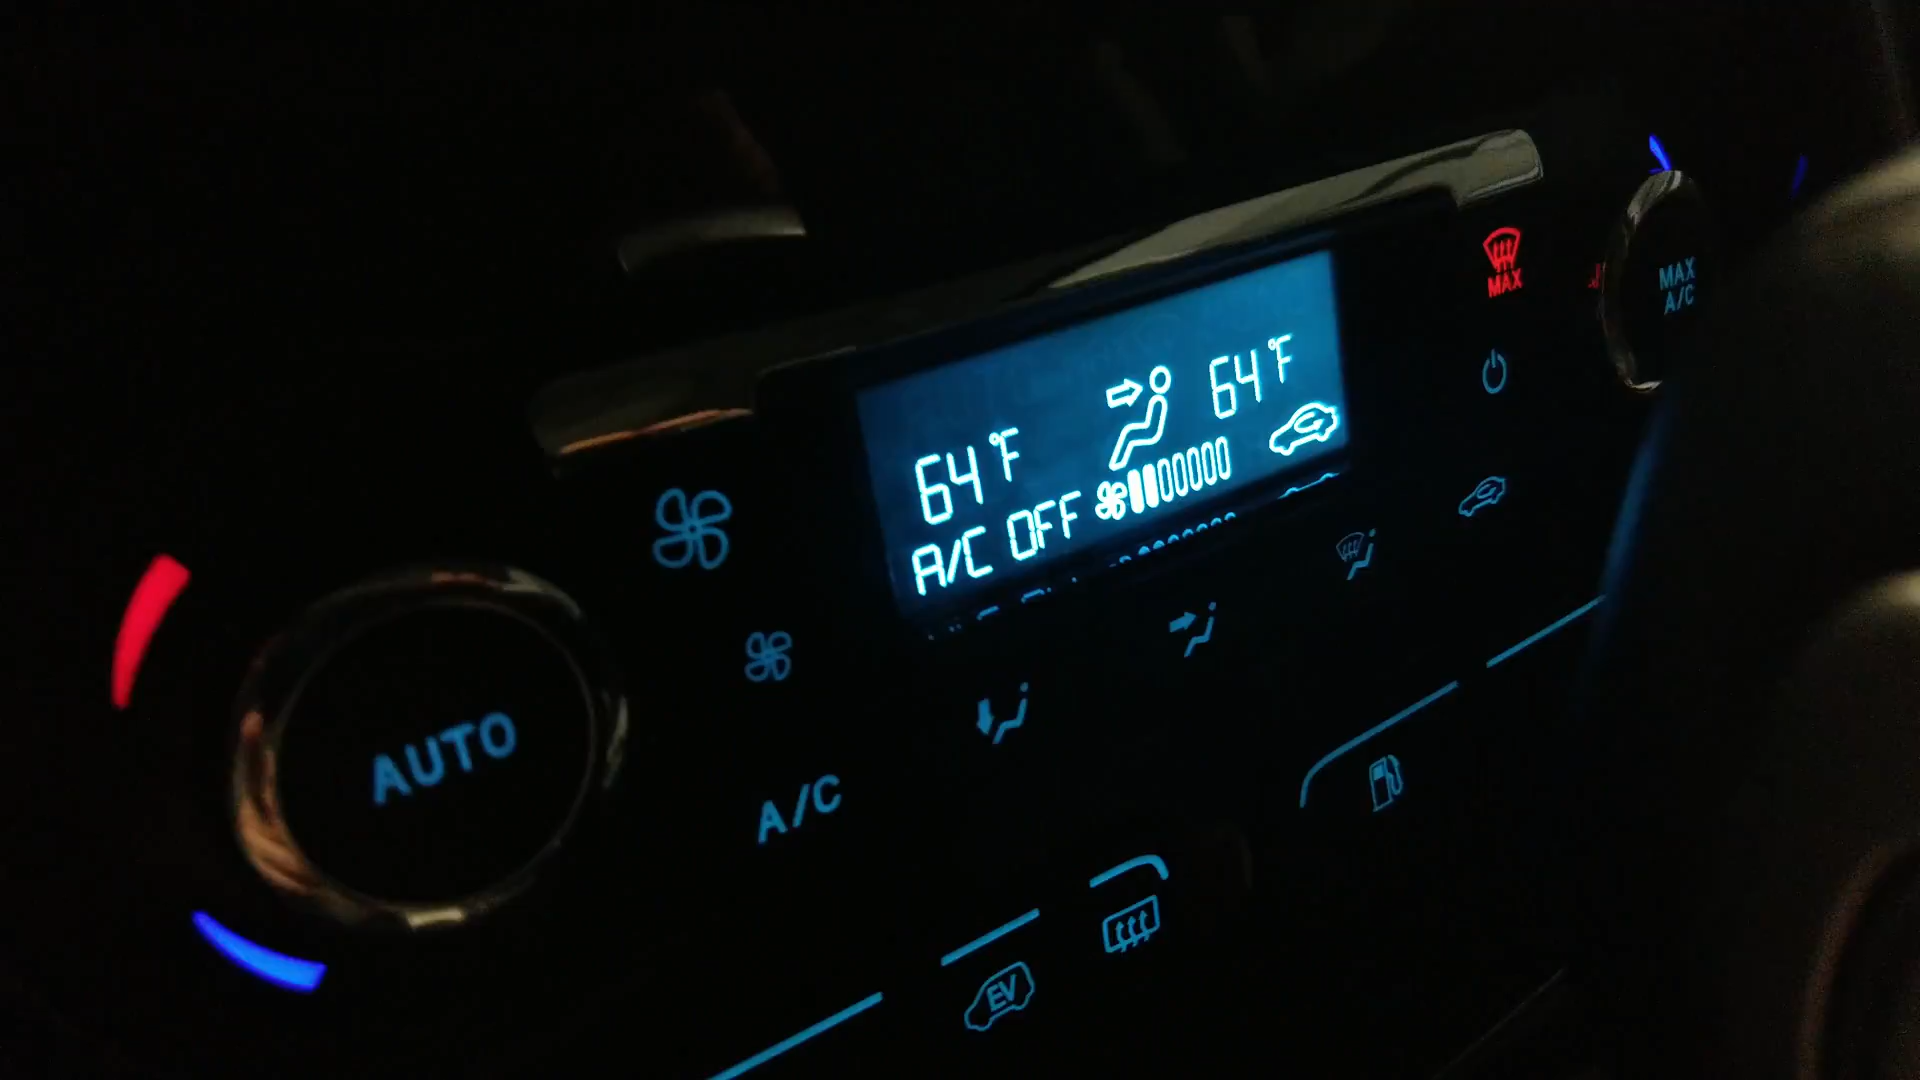 64°F
64°F
A/C OFF
MAX
MAX
A/C
AUTO
A/C
EV